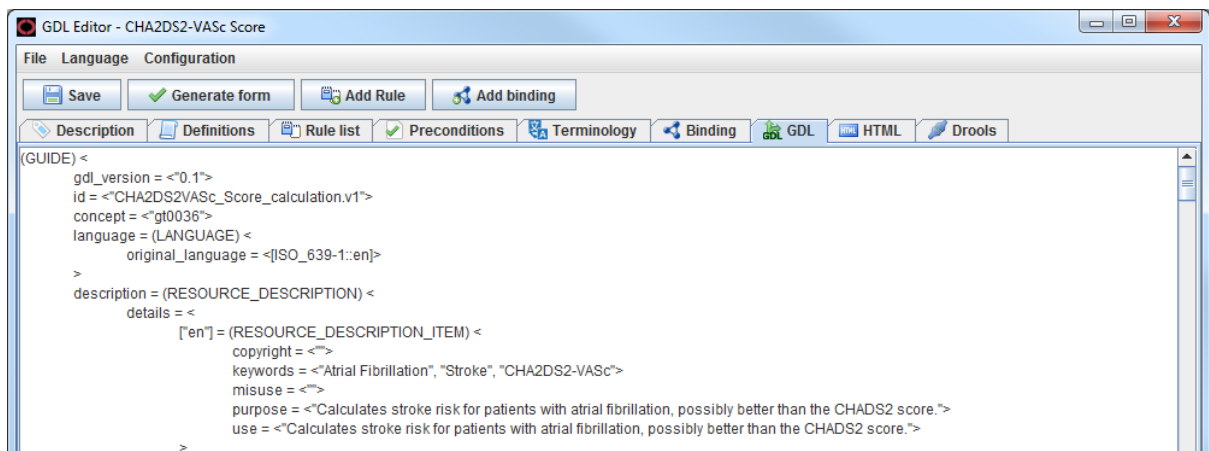 GDL Editor - CHA2DS2-VASc Score
File Language Configuration
Save Generate form Add Rule Add binding
Description Definitions Rule list Preconditions Terminology Binding GDL GDL HTML HTML Drools
(GUIDE) <
gdl_version = <"0.1">
id = <"CHA2DS2VASc_Score_calculation.v1">
concept = <"gt0036">
language = (LANGUAGE) <
original_language = <[ISO_639-1::en]>
>
description = (RESOURCE_DESCRIPTION) <
details = <
["en"] = (RESOURCE_DESCRIPTION_ITEM) <
copyright = <"">
keywords = <"Atrial Fibrillation", "Stroke", "CHA2DS2-VASc">
misuse = <"">
purpose = <"Calculates stroke risk for patients with atrial fibrillation, possibly better than the CHADS2 score.">
use = <"Calculates stroke risk for patients with atrial fibrillation, possibly better than the CHADS2 score.">
>